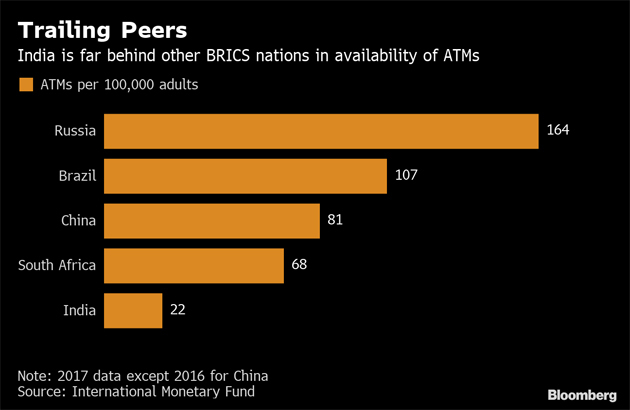 Trailing Peers
India is far behind other BRICS nations in availability of ATMs
ATMs per 100,000 adults
Russia 164
Brazil 107
China 81
South Africa 68
India 22
Note: 2017 data except 2016 for China
Source: International Monetary Fund
Bloomberg